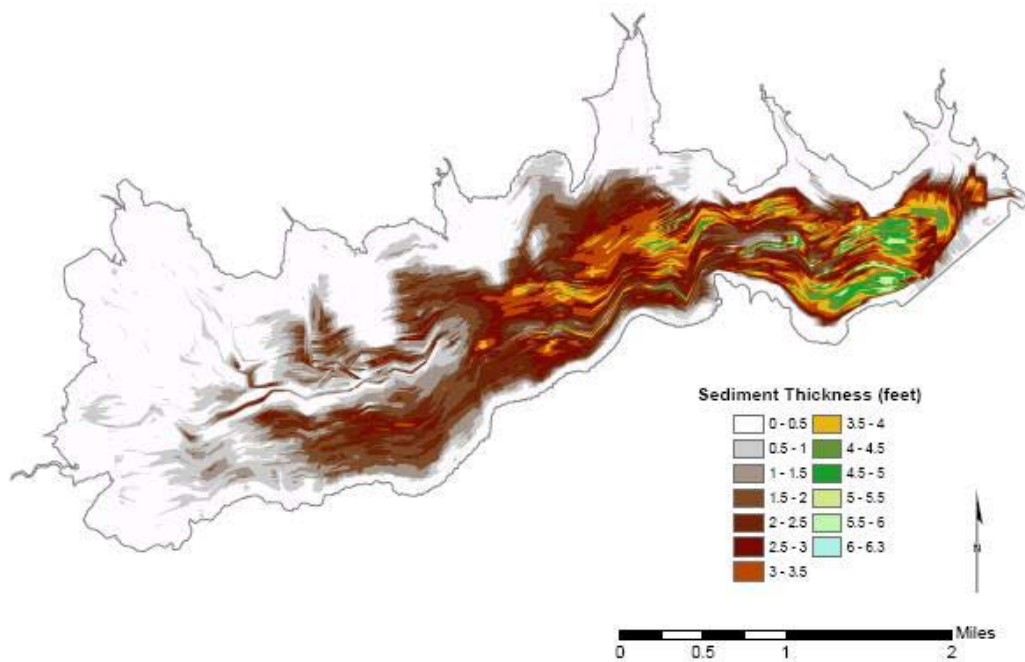 Sediment Thickness (feet)
0 - 0.5
3.5 - 4
0.5 - 1
4 - 4.5
1 - 1.5
4.5 - 5
1.5 - 2
5 - 5.5
2 - 2.5
5.5 - 6
2.5 - 3
6 - 6.3
3 - 3.5
N
Miles
0 0.5 1 2